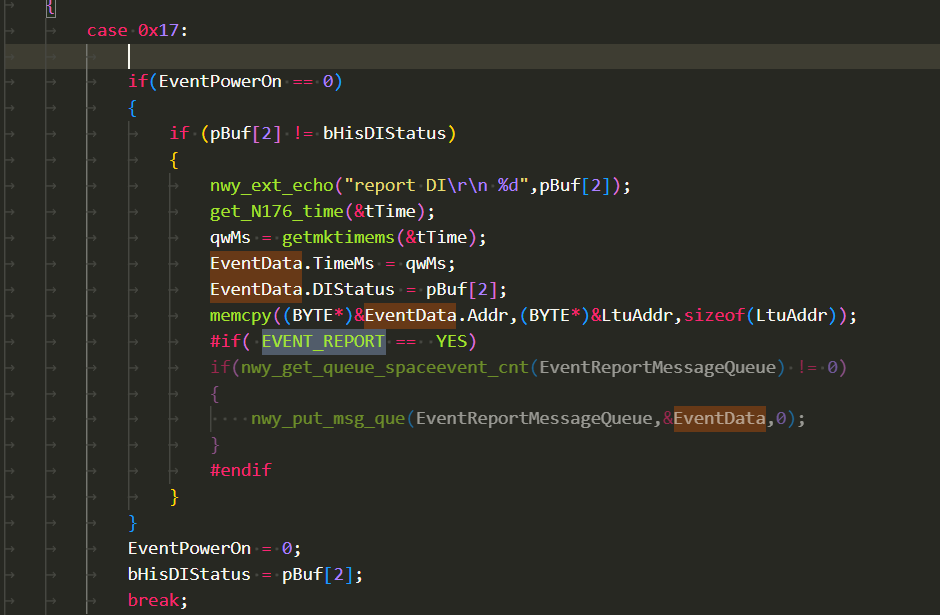 {
case 0x17:
if(EventPowerOn == 0)
{
if (pBuf[2] != bHisDIStatus)
{
nwy_ext_echo("report DI\r\n %d",pBuf[2]);
get_N176_time(&tTime);
qwMs = getmktimems(&tTime);
EventData.TimeMs = qwMs;
EventData.DIStatus = pBuf[2];
memcpy((BYTE*)&EventData.Addr,(BYTE*)&LtuAddr,sizeof(LtuAddr));
#if( EVENT_REPORT ==  YES)
if(nwy_get_queue_spaceevent_cnt(EventReportMessageQueue) != 0)
{
nwy_put_msg_que(EventReportMessageQueue,&EventData,0);
}
#endif
}
}
EventPowerOn = 0;
bHisDIStatus = pBuf[2];
break;